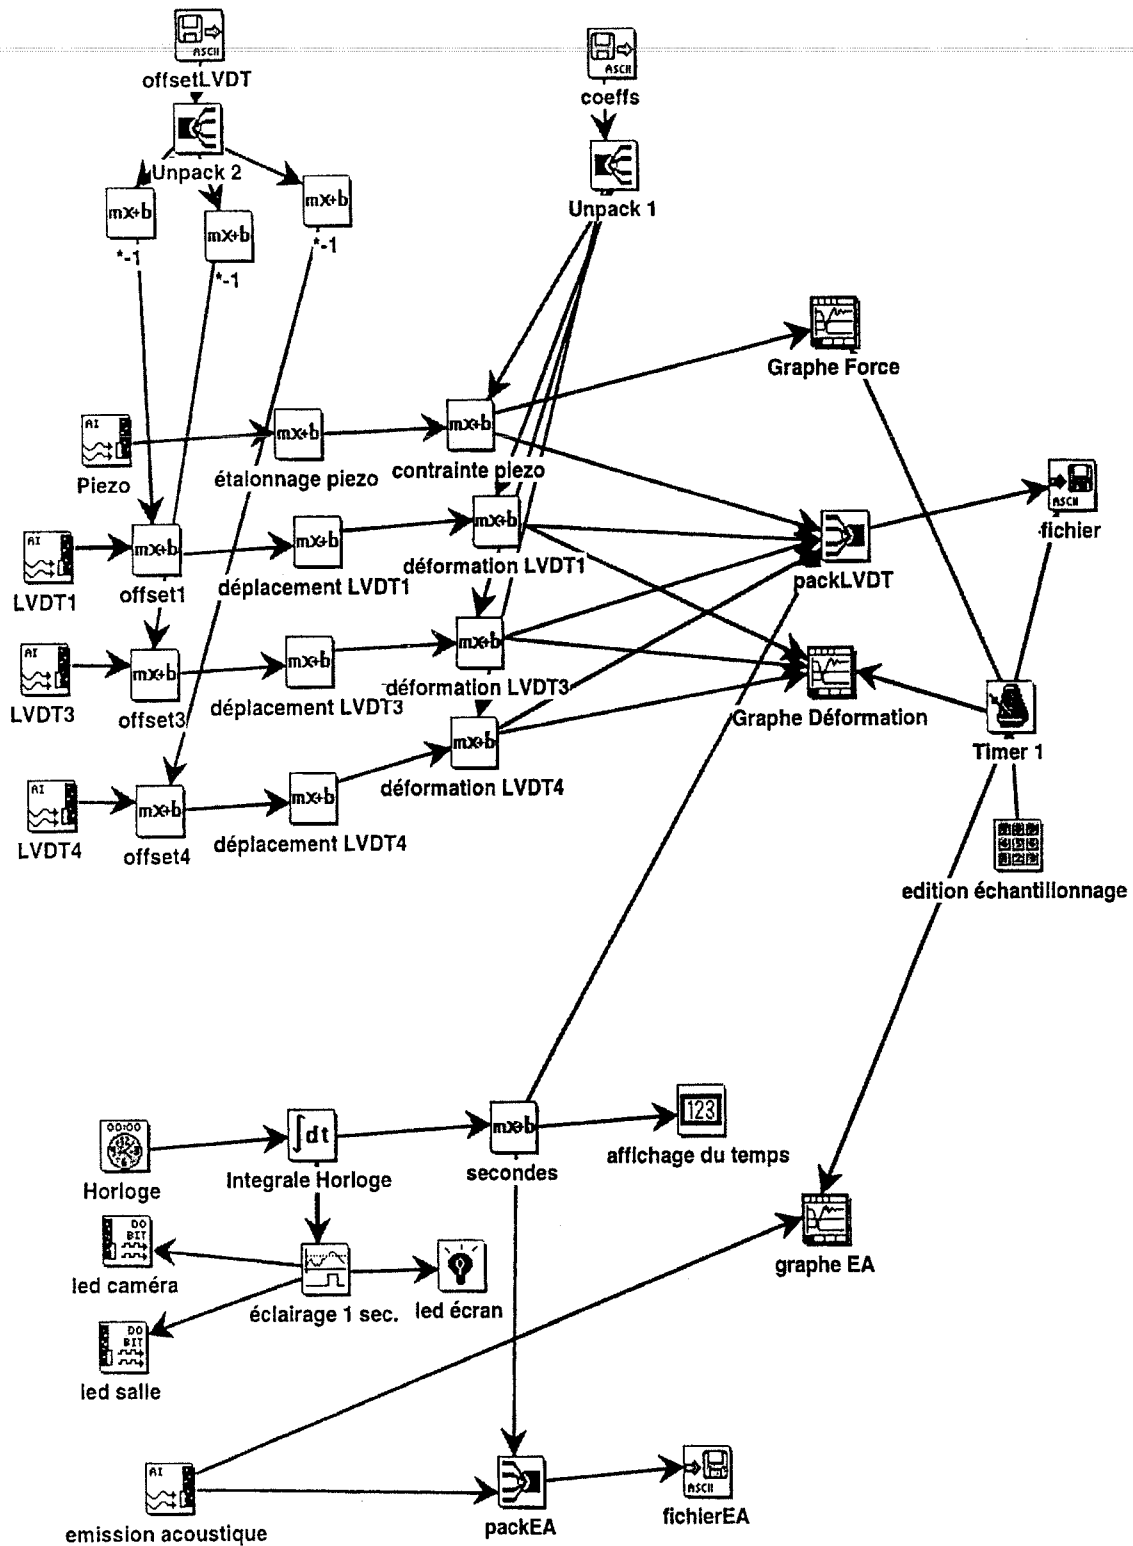 ASCII
offsetLVDT
ASCII
coeffs
Unpack 2
Unpack 1
mx+b
mx+b
mx+b
*-1
*-1
*-1
Graphe Force
AI
mx+b
mx+b
Piezo
étalonnage piezo
contrainte piezo
ASCII
fichier
AI
mx+b
mx+b
mx+b
LVDT1
offset1
déplacement LVDT1
déformation LVDT1
packLVDT
AI
mx+b
mx+b
mx+b
LVDT3
offset3
déplacement LVDT3
déformation LVDT3
Graphe Déformation
Timer 1
AI
mx+b
mx+b
mx+b
LVDT4
offset4
déplacement LVDT4
déformation LVDT4
edition échantillonnage
00:00
∫dt
mx+b
123
Horloge
Integrale Horloge
secondes
affichage du temps
DO
BIT
led caméra
éclairage 1 sec.
led écran
graphe EA
DO
BIT
led salle
AI
emission acoustique
packEA
ASCII
fichierEA